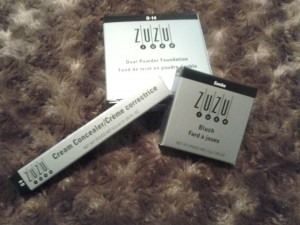 D-14
ZUZU
LUXE
Dual Powder Foundation
Fond de teint en poudre double
ZUZU
LUXE
Cream Concealer/Crème correctrice
ZUZU
LUXE
Blush
Fard à joues